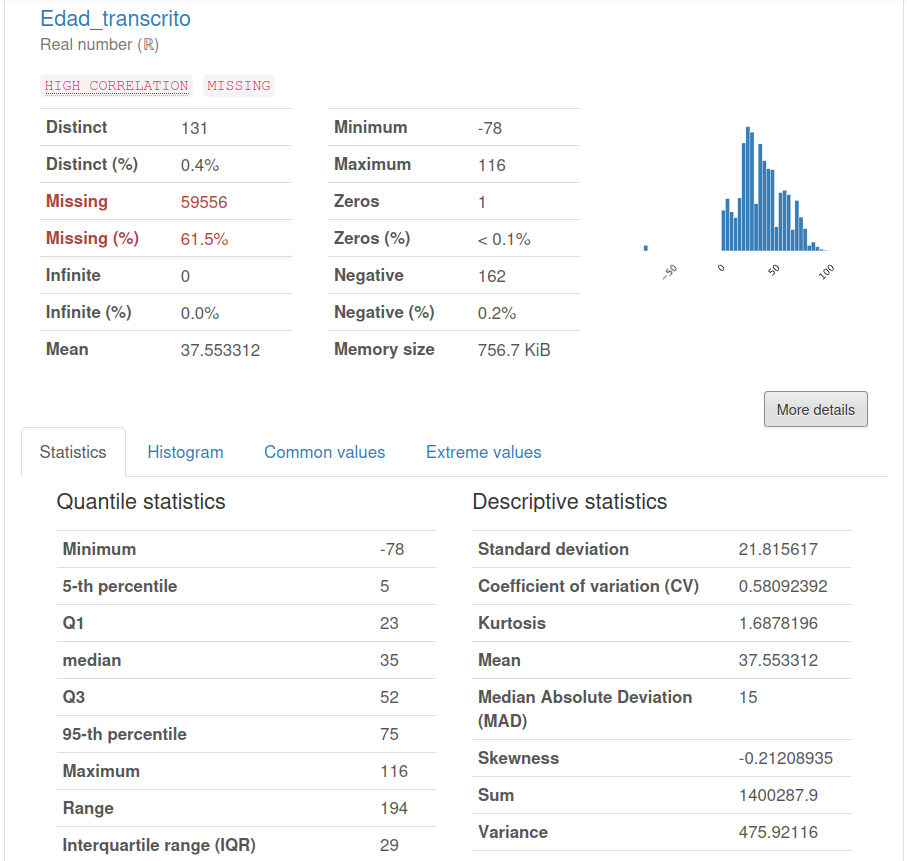 Edad_transcrito
Real number (ℝ)
HIGH CORRELATION MISSING
Distinct 131
Distinct (%) 0.4%
Missing 59556
Missing (%) 61.5%
Infinite 0
Infinite (%) 0.0%
Mean 37.553312
Minimum -78
Maximum 116
Zeros 1
Zeros (%) < 0.1%
Negative 162
Negative (%) 0.2%
Memory size 756.7 KiB
−50 0 50 100
More details
Statistics Histogram Common values Extreme values
Quantile statistics
Minimum -78
5-th percentile 5
Q1 23
median 35
Q3 52
95-th percentile 75
Maximum 116
Range 194
Interquartile range (IQR) 29
Descriptive statistics
Standard deviation 21.815617
Coefficient of variation (CV) 0.58092392
Kurtosis 1.6878196
Mean 37.553312
Median Absolute Deviation 15
(MAD)
Skewness -0.21208935
Sum 1400287.9
Variance 475.92116